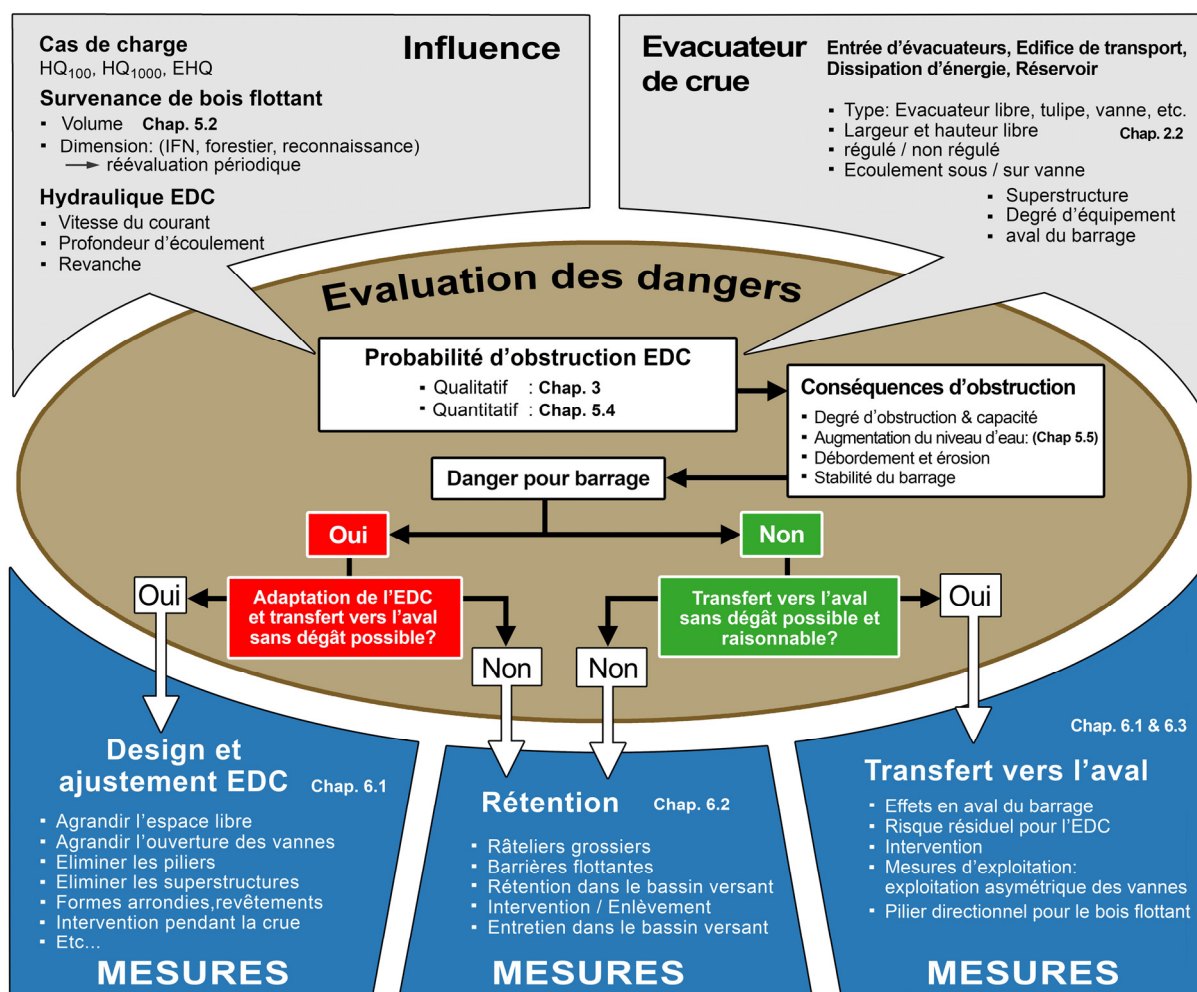 Influence
Cas de charge
HQ100, HQ1000, EHQ
Survenance de bois flottant
▪ Volume Chap. 5.2
▪ Dimension: (IFN, forestier, reconnaissance)
→ réévaluation périodique
Hydraulique EDC
▪ Vitesse du courant
▪ Profondeur d'écoulement
▪ Revanche
Evacuateur
de crue
Entrée d'évacuateurs, Edifice de transport,
Dissipation d'énergie, Réservoir
▪ Type: Evacuateur libre, tulipe, vanne, etc.
▪ Largeur et hauteur libre Chap. 2.2
▪ régulé / non régulé
▪ Ecoulement sous / sur vanne
▪ Superstructure
▪ Degré d'équipement
▪ aval du barrage
Evaluation des dangers
Probabilité d'obstruction EDC
▪ Qualitatif : Chap. 3
▪ Quantitatif : Chap. 5.4
Conséquences d'obstruction
▪ Degré d'obstruction & capacité
▪ Augmentation du niveau d'eau: (Chap 5.5)
▪ Débordement et érosion
▪ Stabilité du barrage
Danger pour barrage
Oui
Non
Oui
Adaptation de l'EDC
et transfert vers l'aval
sans dégât possible?
Non
Transfert vers l'aval
sans dégât possible et
raisonnable?
Non
Oui
Design et
ajustement EDC Chap. 6.1
▪ Agrandir l'espace libre
▪ Agrandir l'ouverture des vannes
▪ Eliminer les piliers
▪ Eliminer les superstructures
▪ Formes arrondies,revêtements
▪ Intervention pendant la crue
▪ Etc...
MESURES
Rétention Chap. 6.2
▪ Râteliers grossiers
▪ Barrières flottantes
▪ Rétention dans le bassin versant
▪ Intervention / Enlèvement
▪ Entretien dans le bassin versant
MESURES
Chap. 6.1 & 6.3
Transfert vers l'aval
▪ Effets en aval du barrage
▪ Risque résiduel pour l'EDC
▪ Intervention
▪ Mesures d'exploitation:
exploitation asymétrique des vannes
▪ Pilier directionnel pour le bois flottant
MESURES